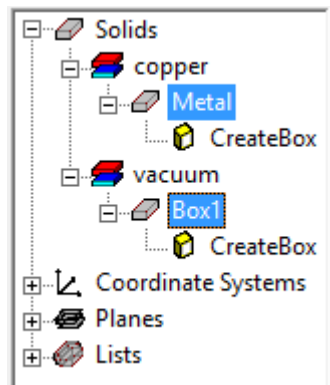 Solids
copper
Metal
CreateBox
vacuum
Box1
CreateBox
Coordinate Systems
Planes
Lists